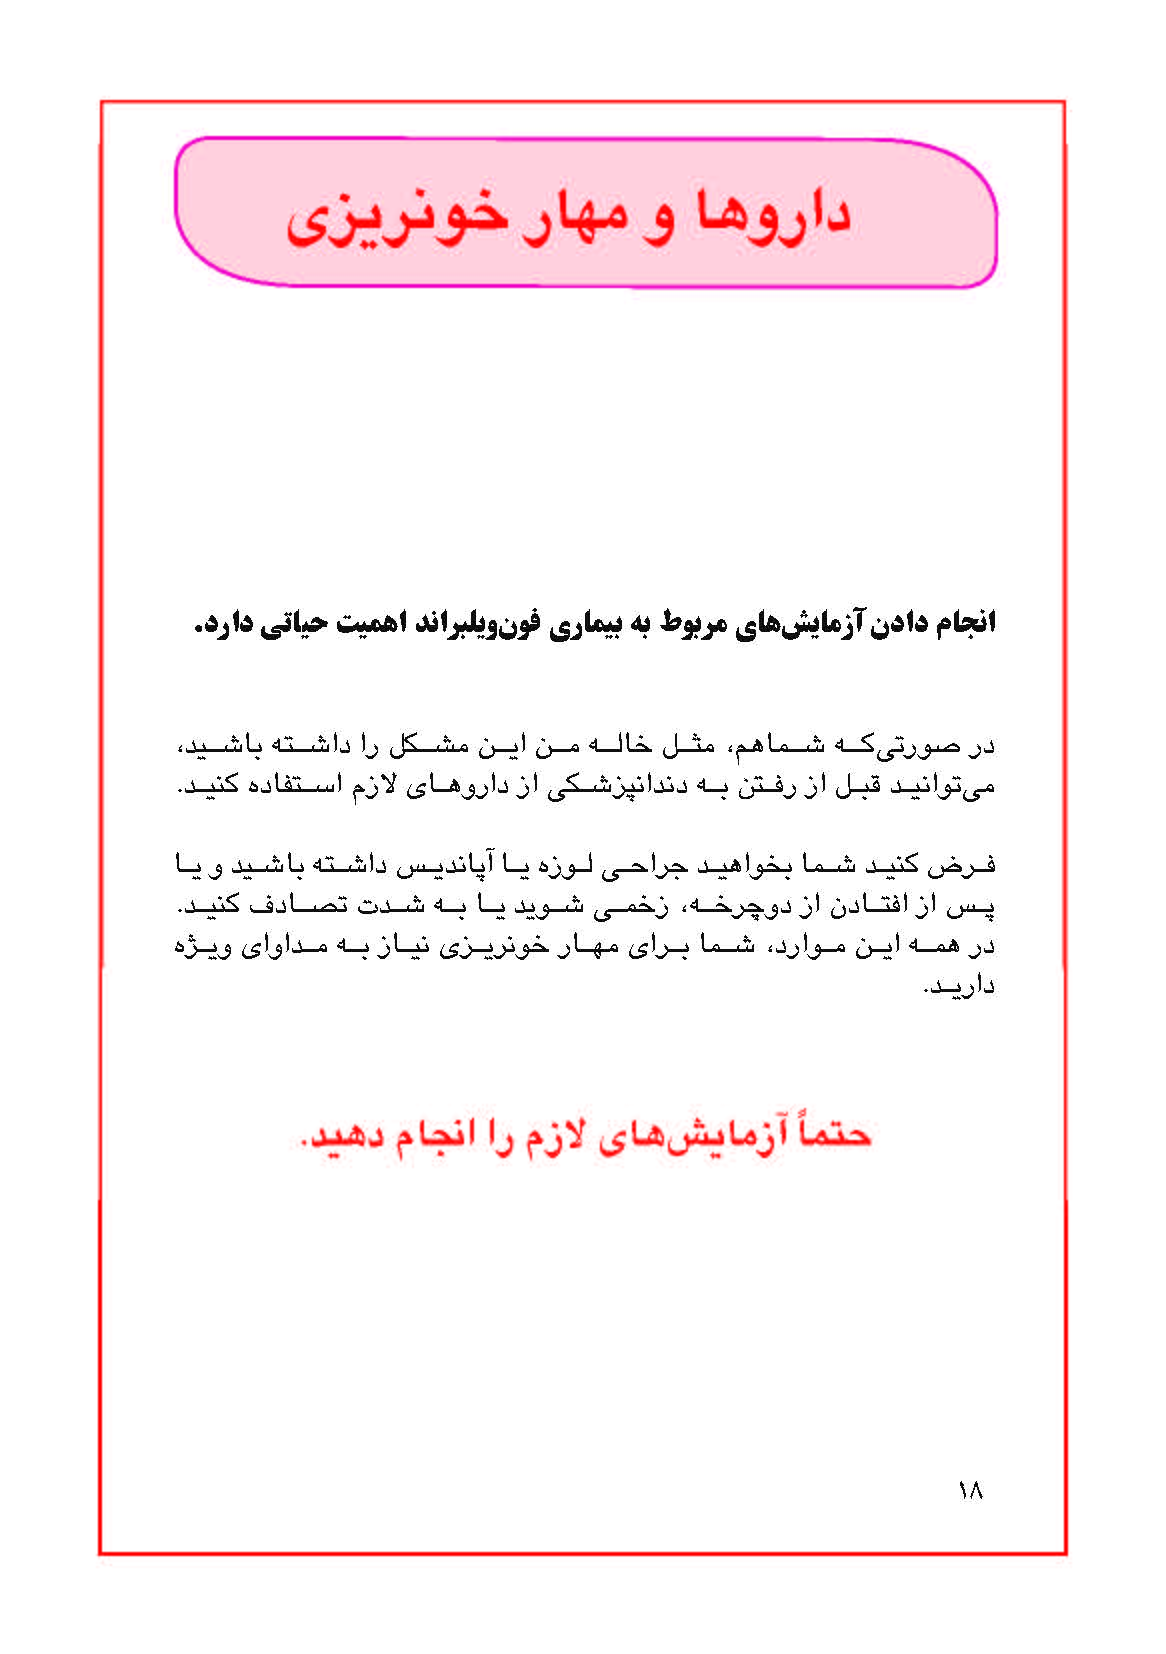 داروها و مهار خونریزی
انجام دادن آزمایش‌های مربوط به بیماری فون‌ویلبراند اهمیت حیاتی دارد.
در صورتی‌که شماهم، مثل خاله من این مشکل را داشته باشید،
می‌توانید قبل از رفتن به دندانپزشکی از داروهای لازم استفاده کنید.
فرض کنید شما بخواهید جراحی لوزه یا آپاندیس داشته باشید و یا
پس از افتادن از دوچرخه، زخمی شوید یا به شدت تصادف کنید.
در همه این موارد، شما برای مهار خونریزی نیاز به مداوای ویژه
دارید.
حتماً آزمایش‌های لازم را انجام دهید.
۱۸